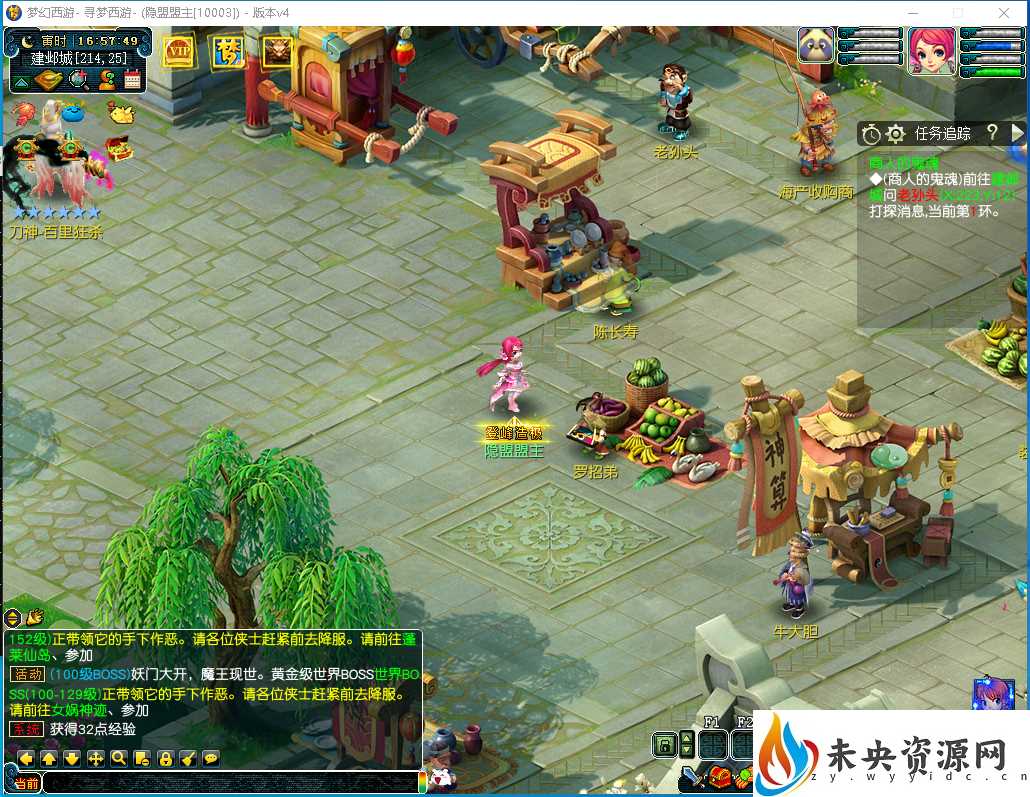 梦幻西游- 寻梦西游- (隐盟盟主[10003]) - 版本v4
寅时 16:57:49
建邺城[214,25]
VIP
梦
刀神-百里狂杀
老孙头
海产收购商
任务追踪 ?
商人的鬼魂
◆(商人的鬼魂)前往建邺
城问老孙头
打探消息,当前第1环。
陈长寿
登峰造极
隐盟盟主
罗招弟
神算
牛大胆
152级)正带领它的手下作恶。请各位侠士赶紧前去降服。请前往蓬
莱仙岛、参加
活动 (100级BOSS)妖门大开，魔王现世。黄金级世界BOSS世界BO
SS(100-129级)正带领它的手下作恶。请各位侠士赶紧前去降服。
请前往女娲神迹、参加
系统 获得32点经验
当前
F1 F2
未央资源网
zy.wyyidc.cn